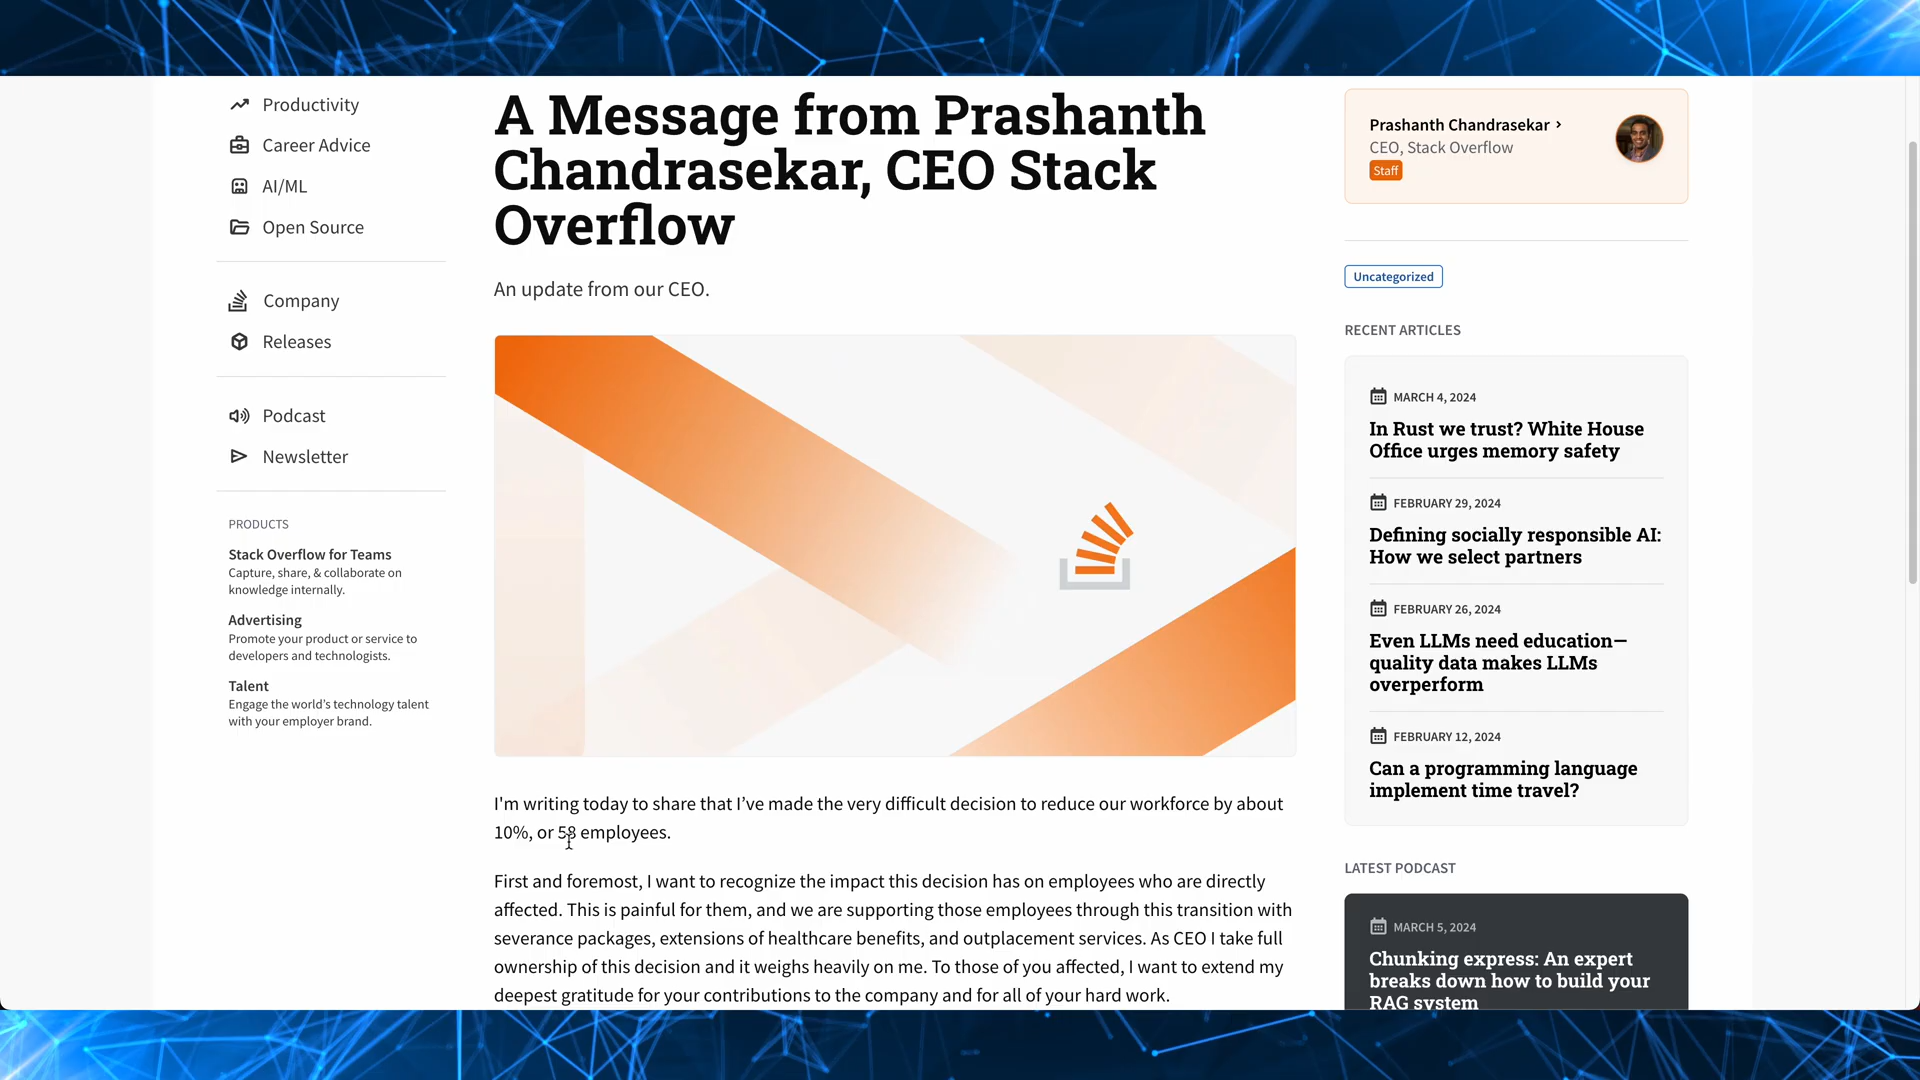 Productivity
Career Advice
AI/ML
Open Source
Company
Releases
Podcast
Newsletter
PRODUCTS
Stack Overflow for Teams
Capture, share, & collaborate on
knowledge internally.
Advertising
Promote your product or service to
developers and technologists.
Talent
Engage the world's technology talent
with your employer brand.
A Message from Prashanth
Chandrasekar, CEO Stack
Overflow
An update from our CEO.
I'm writing today to share that I've made the very difficult decision to reduce our workforce by about
10%, or 58 employees.
First and foremost, I want to recognize the impact this decision has on employees who are directly
affected. This is painful for them, and we are supporting those employees through this transition with
severance packages, extensions of healthcare benefits, and outplacement services. As CEO I take full
ownership of this decision and it weighs heavily on me. To those of you affected, I want to extend my
deepest gratitude for your contributions to the company and for all of your hard work.
Prashanth Chandrasekar
CEO, Stack Overflow
Staff
Uncategorized
RECENT ARTICLES
MARCH 4, 2024
In Rust we trust? White House
Office urges memory safety
FEBRUARY 29, 2024
Defining socially responsible AI:
How we select partners
FEBRUARY 26, 2024
Even LLMs need education—
quality data makes LLMs
overperform
FEBRUARY 12, 2024
Can a programming language
implement time travel?
LATEST PODCAST
MARCH 5, 2024
Chunking express: An expert
breaks down how to build your
RAG system